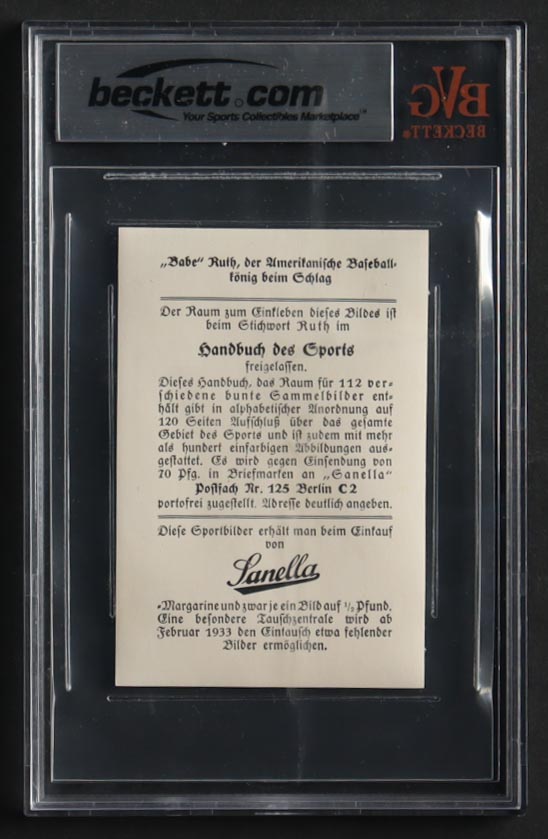 beckett.com
Your Sports Collectibles Marketplace™
BVG
BECKETT®
„Babe“ Ruth, der Amerikanische Baseball-
könig beim Schlag
Der Raum zum Einkleben dieses Bildes ist
beim Stichwort Ruth im
Handbuch des Sports
freigelassen.
Dieses Handbuch, das Raum für 112 ver-
schiedene bunte Sammelbilder ent-
hält gibt in alphabetischer Anordnung auf
120 Seiten Aufschluß über das gesamte
Gebiet des Sports und ist zudem mit mehr
als hundert einfarbigen Abbildungen aus-
gestattet. Es wird gegen Einsendung von
70 Pfg. in Briefmarken an „Sanella“
Postfach Nr. 125 Berlin C2
portofrei zugestellt. Adresse deutlich angeben.
Diese Sportbilder erhält man beim Einkauf
von
Sanella
-Margarine und zwar je ein Bild auf ½ Pfund.
Eine besondere Tauschzentrale wird ab
Februar 1933 den Eintausch etwa fehlender
Bilder ermöglichen.